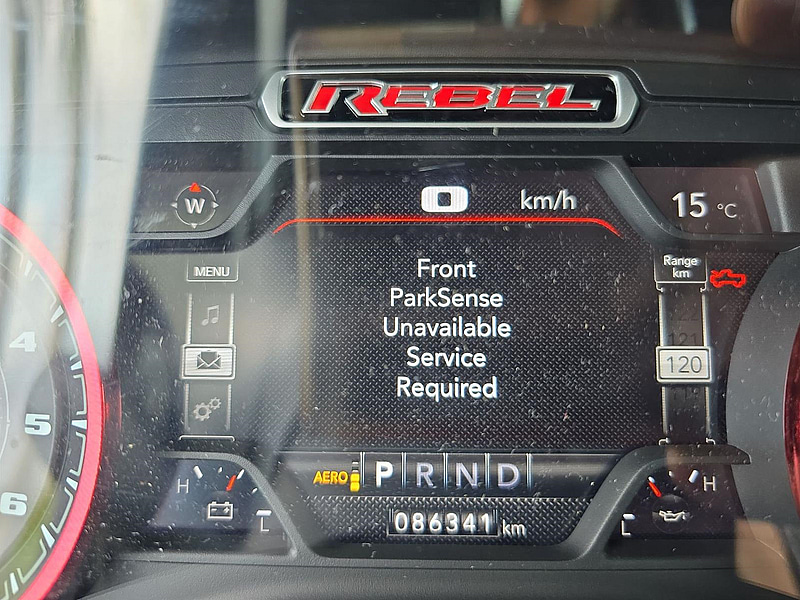 REBEL
W
0 km/h
15 °C
MENU
Range
km
Front
ParkSense
Unavailable
Service
Required
121
120
4
5
6
AERO P R N D
H
L
H
L
086341 km